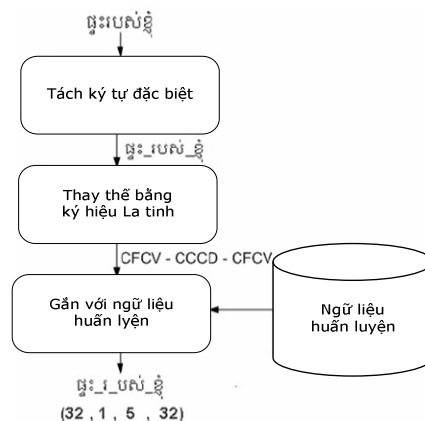 ផ្ទះរបស់ខ្ញុំ
Tách ký tự đặc biệt
ផ្ទះ_របស់_ខ្ញុំ
Thay thế bằng
ký hiệu La tinh
CFCV - CCCD - CFCV
Gắn với ngữ liệu
huấn lyện
Ngữ liệu
huấn luyện
ផ្ទះ_រ_បស់_ខ្ញុំ
(32 , 1 , 5 , 32)